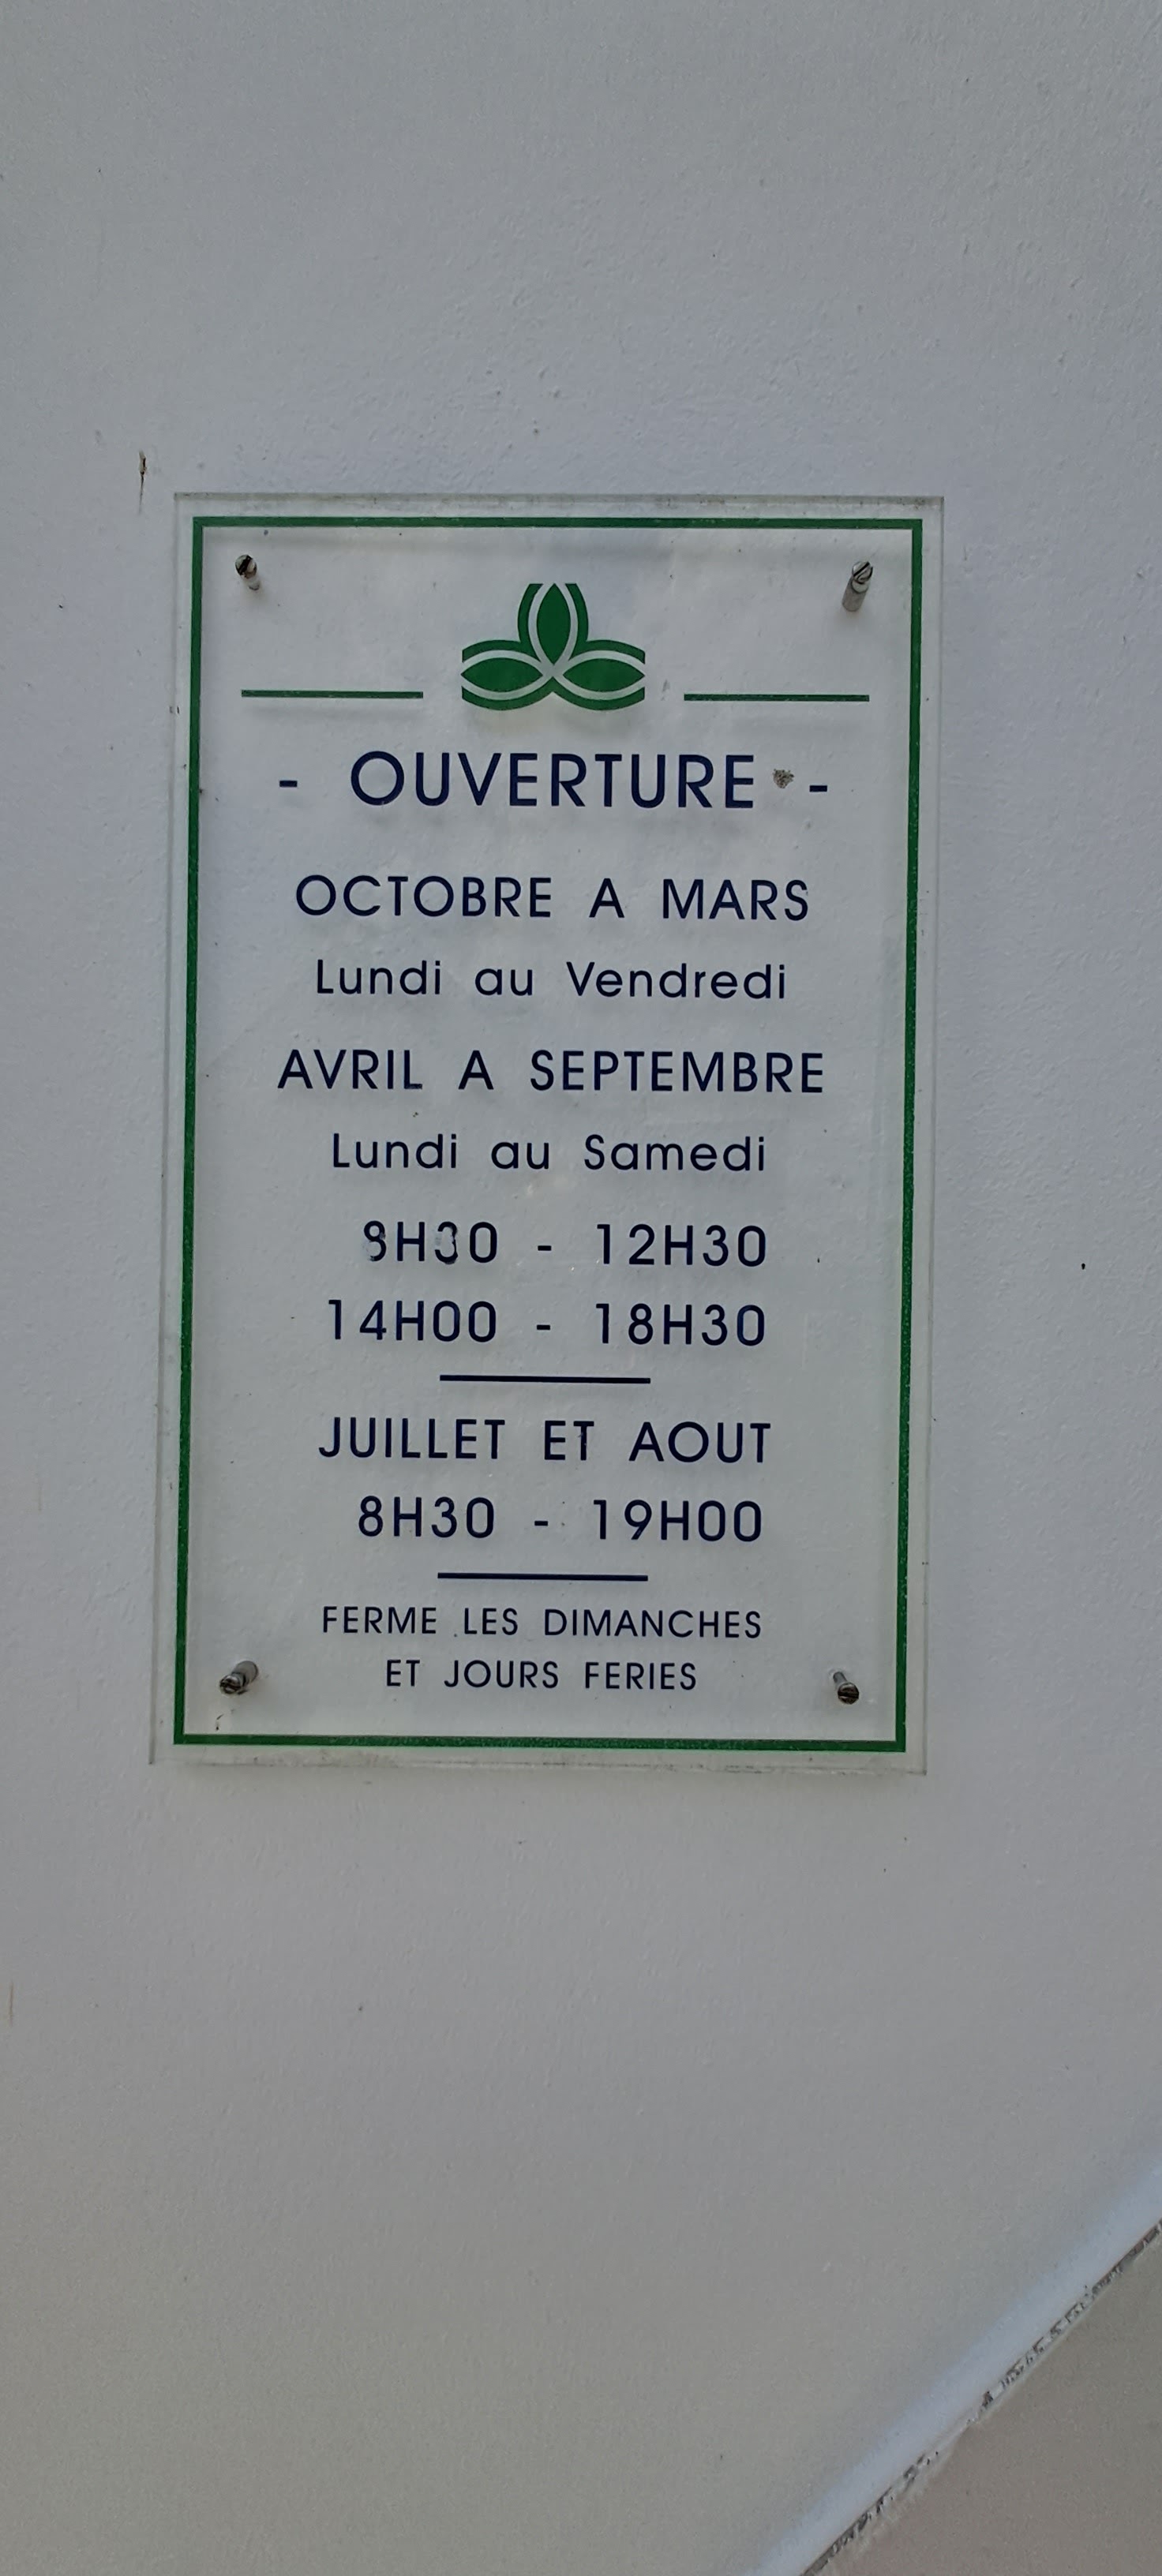 - OUVERTURE -
OCTOBRE A MARS
Lundi au Vendredi
AVRIL A SEPTEMBRE
Lundi au Samedi
8H30 - 12H30
14H00 - 18H30
JUILLET ET AOUT
8H30 - 19H00
FERME LES DIMANCHES
ET JOURS FERIES